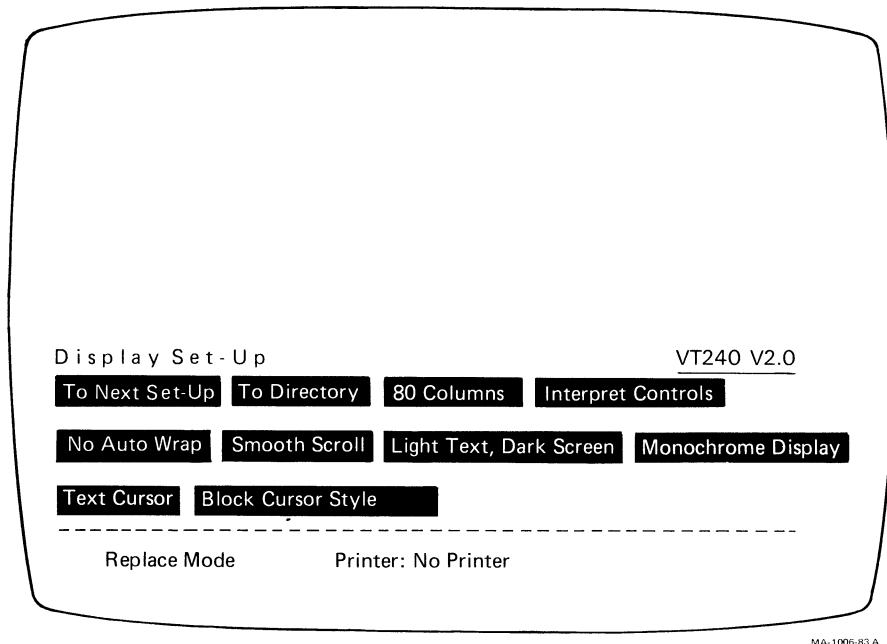 Display Set-Up VT240 V2.0
To Next Set-Up To Directory 80 Columns Interpret Controls
No Auto Wrap Smooth Scroll Light Text, Dark Screen Monochrome Display
Text Cursor Block Cursor Style
Replace Mode Printer: No Printer
MA-1006-83 A